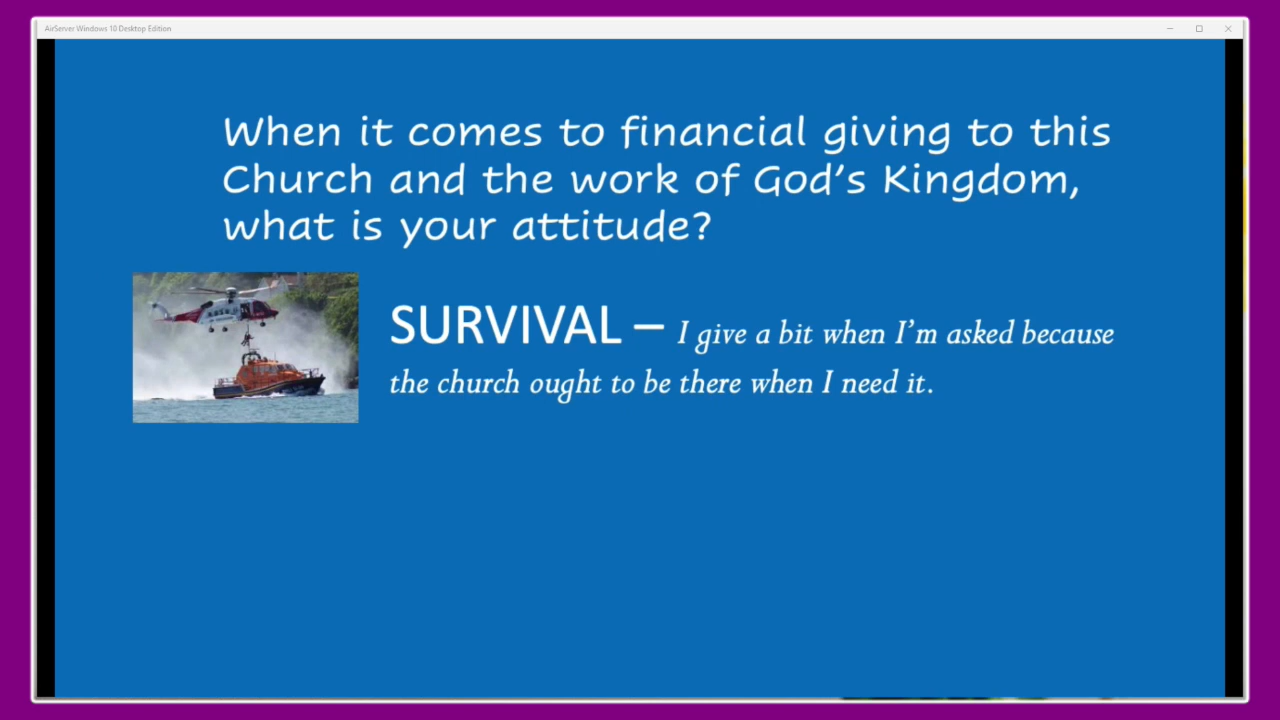 AirServer Windows 10 Desktop Edition
When it comes to financial giving to this
Church and the work of God's Kingdom,
what is your attitude?
SURVIVAL – I give a bit when I'm asked because
the church ought to be there when I need it.